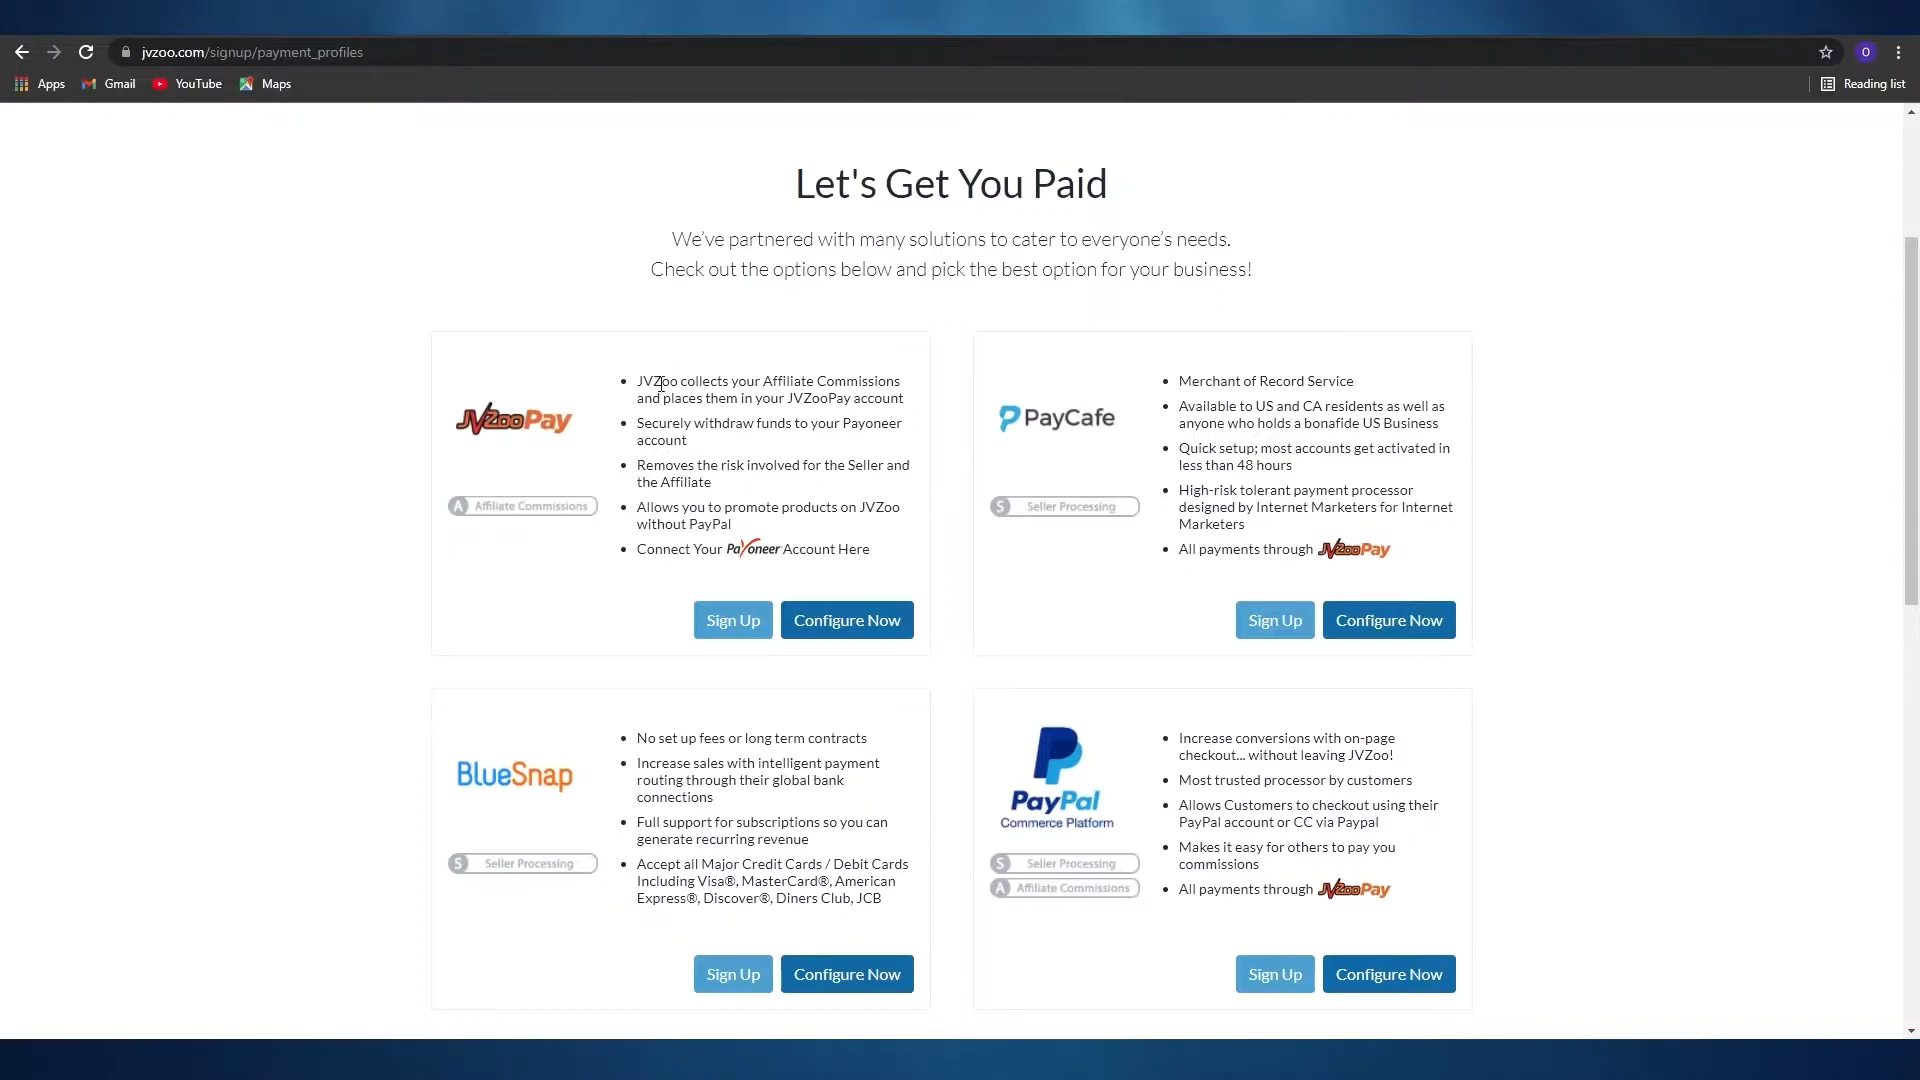 jvzoo.com/signup/payment_profiles
O
Apps
Gmail
YouTube
Maps
Reading list
Let's Get You Paid
We’ve partnered with many solutions to cater to everyone’s needs.
Check out the options below and pick the best option for your business!
JVZooPay
A Affiliate Commissions
JVZoo collects your Affiliate Commissions
and places them in your JVZooPay account
Securely withdraw funds to your Payoneer
account
Removes the risk involved for the Seller and
the Affiliate
Allows you to promote products on JVZoo
without PayPal
Connect Your Payoneer Account Here
Sign Up
Configure Now
PayCafe
S Seller Processing
Merchant of Record Service
Available to US and CA residents as well as
anyone who holds a bonafide US Business
Quick setup; most accounts get activated in
less than 48 hours
High-risk tolerant payment processor
designed by Internet Marketers for Internet
Marketers
All payments through JVZooPay
Sign Up
Configure Now
BlueSnap
S Seller Processing
No set up fees or long term contracts
Increase sales with intelligent payment
routing through their global bank
connections
Full support for subscriptions so you can
generate recurring revenue
Accept all Major Credit Cards / Debit Cards
Including Visa®, MasterCard®, American
Express®, Discover®, Diners Club, JCB
Sign Up
Configure Now
PayPal
Commerce Platform
S Seller Processing
A Affiliate Commissions
Increase conversions with on-page
checkout... without leaving JVZoo!
Most trusted processor by customers
Allows Customers to checkout using their
PayPal account or CC via Paypal
Makes it easy for others to pay you
commissions
All payments through JVZooPay
Sign Up
Configure Now